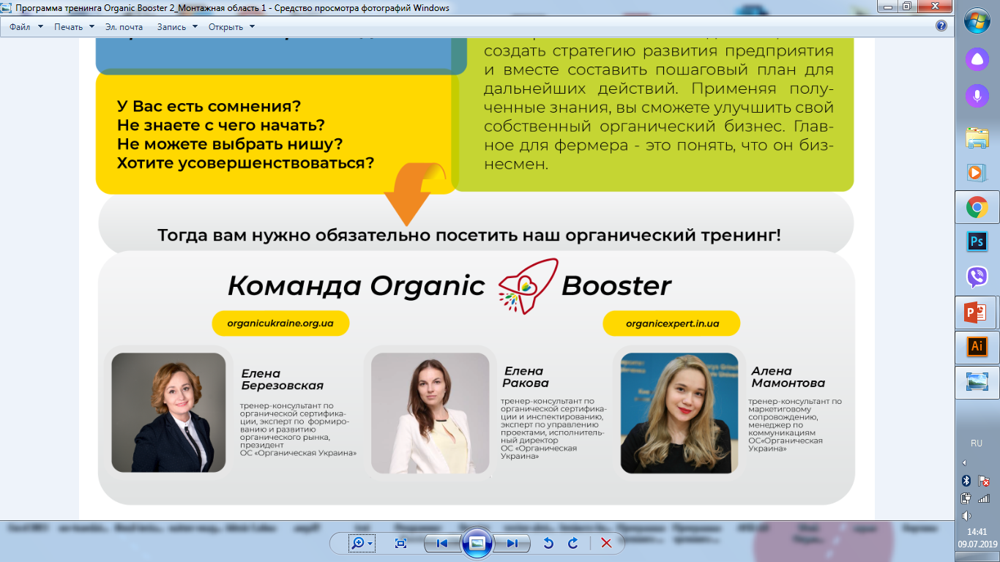 Программа тренинга Organic Booster 2_Монтажная область 1 - Средство просмотра фотографий Windows
Файл Печать Эл. почта Запись Открыть
создать стратегию развития предприятия
и вместе составить пошаговый план для
дальнейших действий. Применяя полу-
ченные знания, вы сможете улучшить свой
собственный органический бизнес. Глав-
ное для фермера - это понять, что он биз-
несмен.
У Вас есть сомнения?
Не знаете с чего начать?
Не можете выбрать нишу?
Хотите усовершенствоваться?
Тогда вам нужно обязательно посетить наш органический тренинг!
Команда Organic Booster
organicukraine.org.ua
organicexpert.in.ua
Елена
Березовская
тренер-консультант по
органической сертифика-
ции, эксперт по формиро-
ванию и развитию
органического рынка,
президент
ОС «Органическая Украина»
Елена
Ракова
тренер-консультант по
органической сертифика-
ции и инспектированию,
эксперт по управлению
проектами, исполнитель-
ный директор
ОС «Органическая
Украина»
Алена
Мамонтова
тренер-консультант по
маркетиговому
сопровождению,
менеджер по
коммуникациям
ОС«Органическая
Украина»
Ps
P
Ai
RU
14:41
09.07.2019